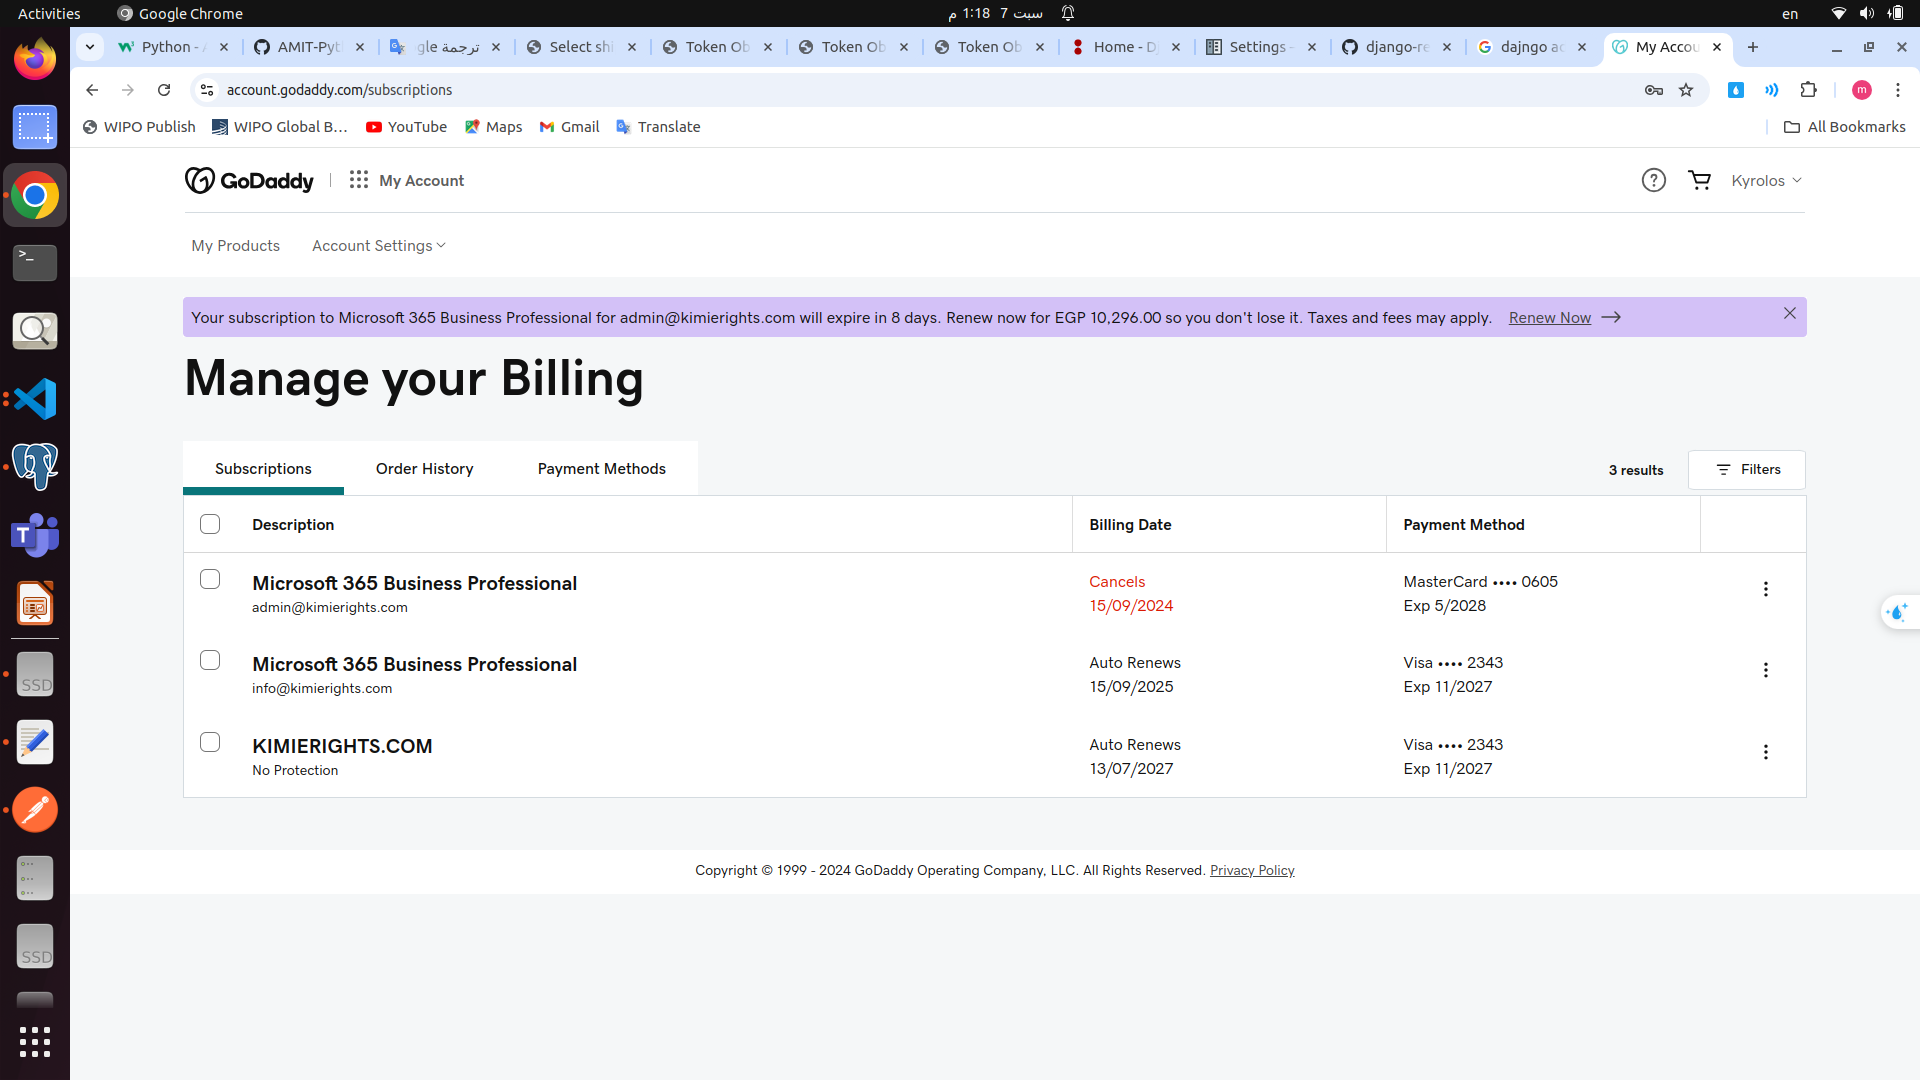 Activities
Google Chrome
سبت 7  1:18 م
en
Python - A
AMIT-Pyt
gle ترجمة
Select shi
Token Ob
Token Ob
Token Ob
Home - Dj
Settings -
django-re
dajngo ac
My Accou
account.godaddy.com/subscriptions
m
WIPO Publish
WIPO Global B...
YouTube
Maps
Gmail
Translate
All Bookmarks
GoDaddy
My Account
Kyrolos
My Products
Account Settings
Your subscription to Microsoft 365 Business Professional for admin@kimierights.com will expire in 8 days. Renew now for EGP 10,296.00 so you don't lose it. Taxes and fees may apply. Renew Now
Manage your Billing
Subscriptions
Order History
Payment Methods
3 results
Filters
Description
Billing Date
Payment Method
Microsoft 365 Business Professional
admin@kimierights.com
Cancels
15/09/2024
MasterCard •••• 0605
Exp 5/2028
Microsoft 365 Business Professional
info@kimierights.com
Auto Renews
15/09/2025
Visa •••• 2343
Exp 11/2027
KIMIERIGHTS.COM
No Protection
Auto Renews
13/07/2027
Visa •••• 2343
Exp 11/2027
Copyright © 1999 - 2024 GoDaddy Operating Company, LLC. All Rights Reserved. Privacy Policy
SSD
SSD